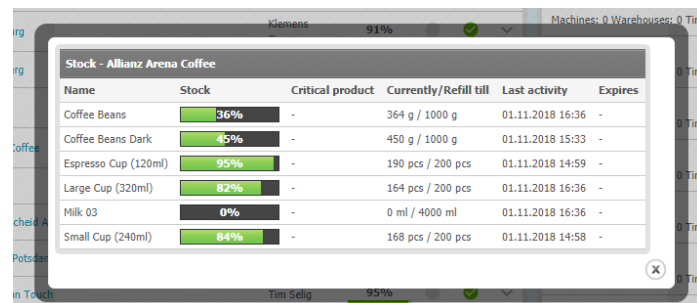 Klemens
91%
Machines: 0 Warehouses: 0 Tim
rg
Stock - Allianz Arena Coffee
Name Stock Critical product Currently/Refill till Last activity Expires
Coffee Beans 36% - 364 g / 1000 g 01.11.2018 16:36 -
Coffee Beans Dark 45% - 450 g / 1000 g 01.11.2018 15:33 -
Espresso Cup (120ml) 95% - 190 pcs / 200 pcs 01.11.2018 14:59 -
Large Cup (320ml) 82% - 164 pcs / 200 pcs 01.11.2018 16:36 -
Milk 03 0% - 0 ml / 4000 ml 01.11.2018 16:36 -
Small Cup (240ml) 84% - 168 pcs / 200 pcs 01.11.2018 14:58 -
Coffee
cheid A
Potsdam
n Touch Tim Selig 95%
X